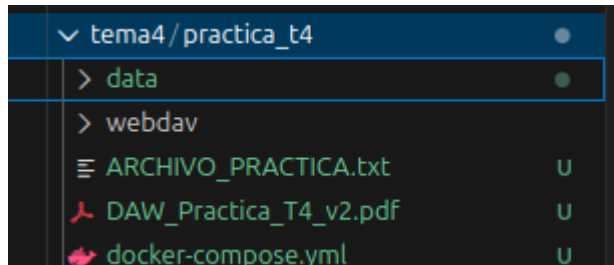 tema4/practica_t4
data
webdav
ARCHIVO_PRACTICA.txt U
DAW_Practica_T4_v2.pdf U
docker-compose.yml U